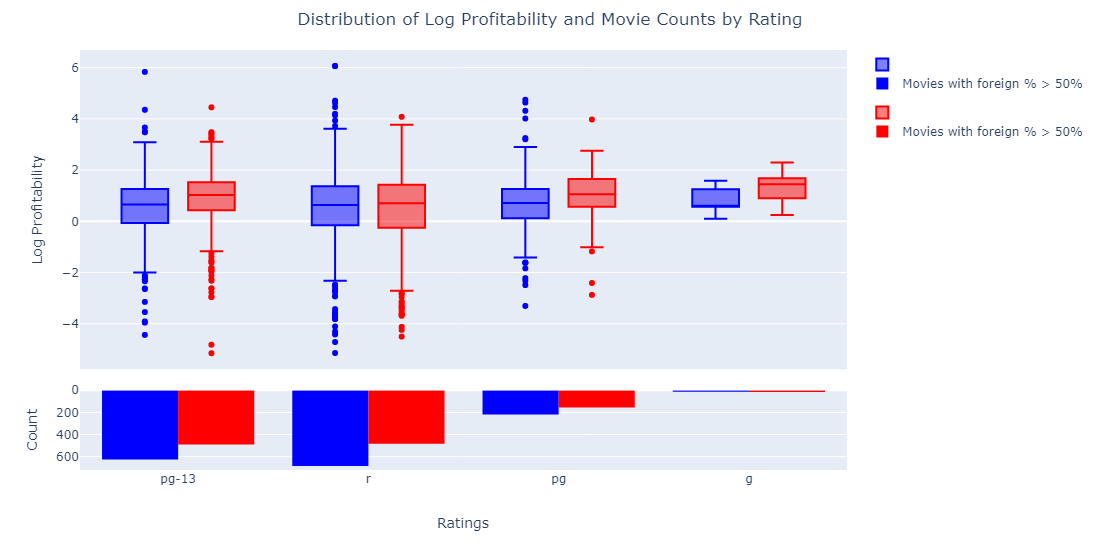 Distribution of Log Profitability and Movie Counts by Rating
6
4
2
0
−2
−4
Log Profitability
Movies with foreign % > 50%
Movies with foreign % > 50%
0
200
400
600
Count
pg-13
r
pg
g
Ratings